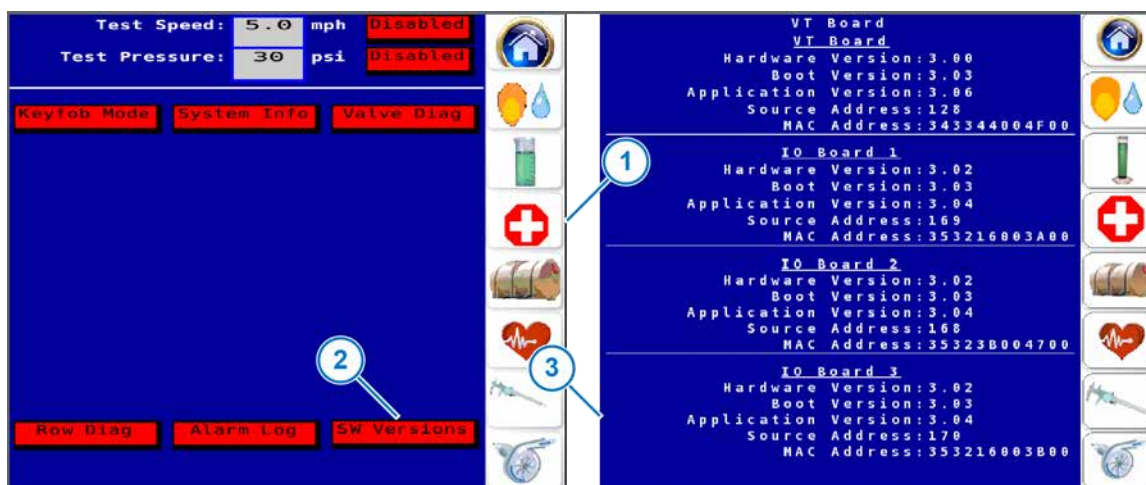 Test Speed: 5.0 mph Disabled
Test Pressure: 30 psi Disabled
Keyfob Mode System Info Valve Diag
1
2
Row Diag Alarm Log SW Versions
VT Board
VT Board
Hardware Version:3.00
Boot Version:3.03
Application Version:3.06
Source Address:128
MAC Address:343344004F00
IO Board 1
Hardware Version:3.02
Boot Version:3.03
Application Version:3.04
Source Address:169
MAC Address:353216003A00
IO Board 2
Hardware Version:3.02
Boot Version:3.03
Application Version:3.04
Source Address:168
MAC Address:35323B004700
3
IO Board 3
Hardware Version:3.02
Boot Version:3.03
Application Version:3.04
Source Address:170
MAC Address:353216003B00